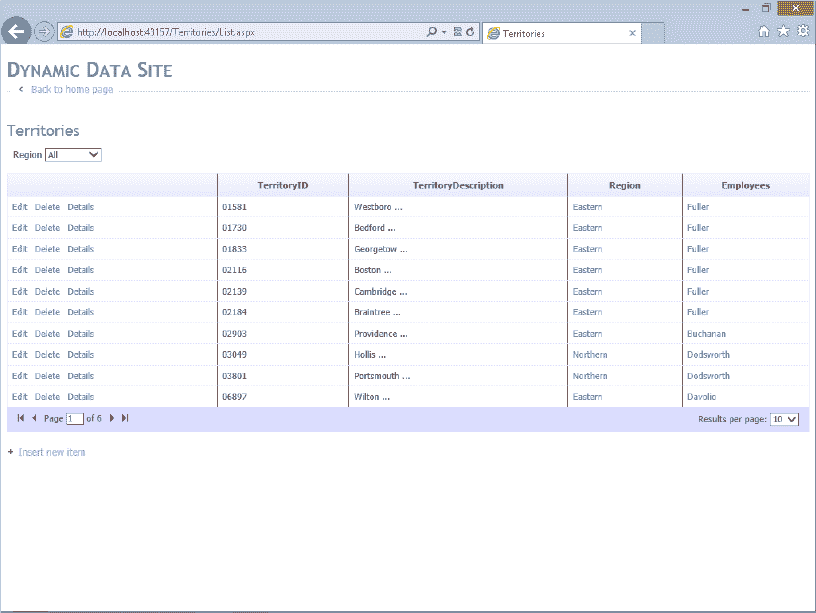 http://localhost:43157/Territories/List.aspx
Territories
DYNAMIC DATA SITE
< Back to home page
Territories
Region All
TerritoryID TerritoryDescription Region Employees
Edit Delete Details 01581 Westboro ... Eastern Fuller
Edit Delete Details 01730 Bedford ... Eastern Fuller
Edit Delete Details 01833 Georgetow ... Eastern Fuller
Edit Delete Details 02116 Boston ... Eastern Fuller
Edit Delete Details 02139 Cambridge ... Eastern Fuller
Edit Delete Details 02184 Braintree ... Eastern Fuller
Edit Delete Details 02903 Providence ... Eastern Buchanan
Edit Delete Details 03049 Hollis ... Northern Dodsworth
Edit Delete Details 03801 Portsmouth ... Northern Dodsworth
Edit Delete Details 06897 Wilton ... Eastern Davolio
Page 1 of 6 Results per page: 10
+ Insert new item